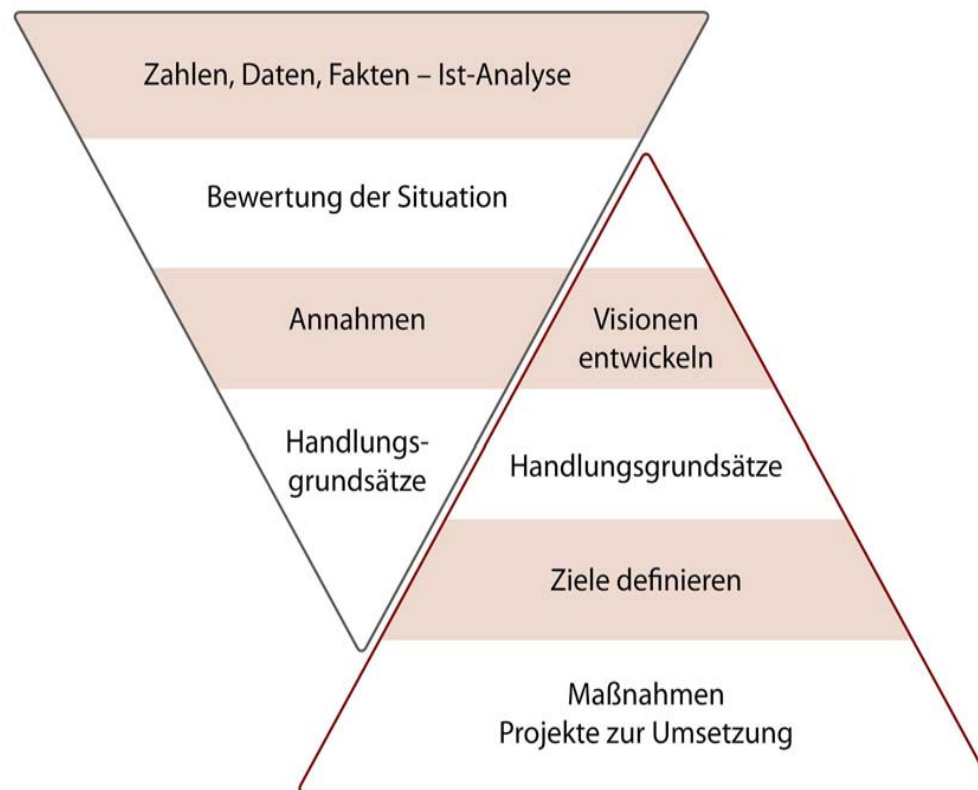 Zahlen, Daten, Fakten – Ist-Analyse
Bewertung der Situation
Annahmen
Handlungs-
grundsätze
Visionen
entwickeln
Handlungsgrundsätze
Ziele definieren
Maßnahmen
Projekte zur Umsetzung